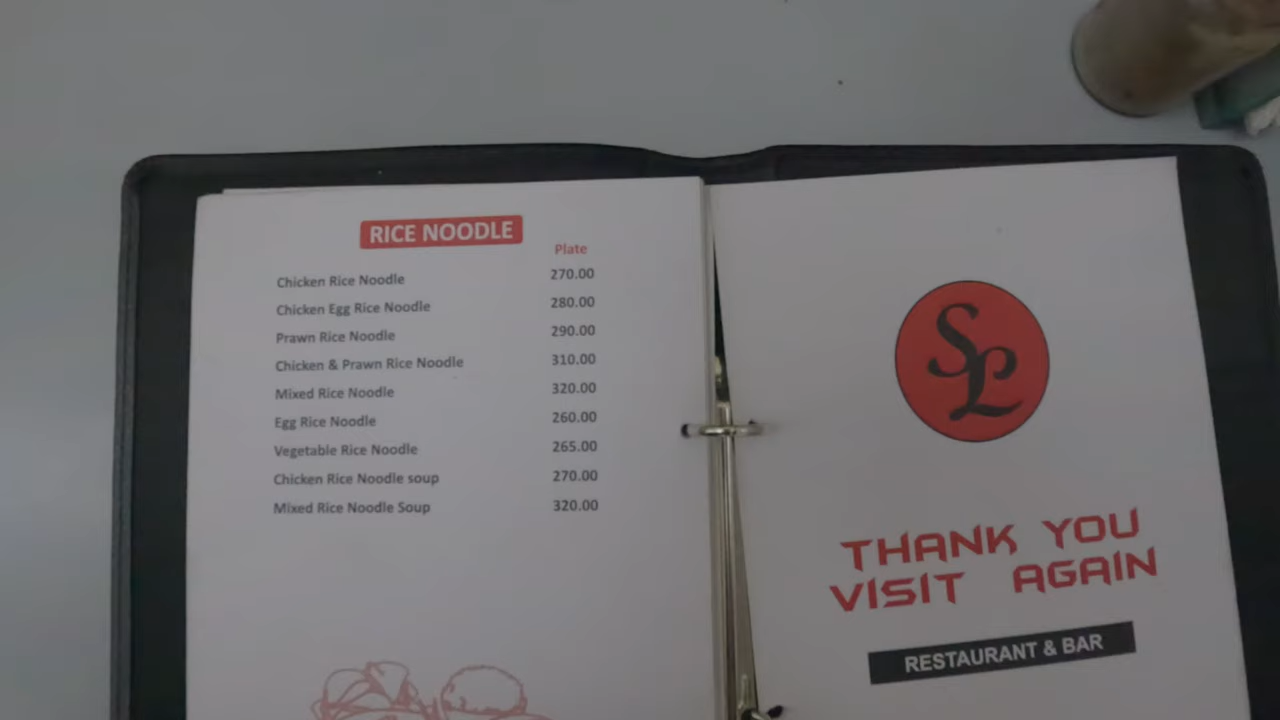 RICE NOODLE
Plate
Chicken Rice Noodle 270.00
Chicken Egg Rice Noodle 280.00
Prawn Rice Noodle 290.00
Chicken & Prawn Rice Noodle 310.00
Mixed Rice Noodle 320.00
Egg Rice Noodle 260.00
Vegetable Rice Noodle 265.00
Chicken Rice Noodle soup 270.00
Mixed Rice Noodle Soup 320.00
SL
THANK YOU
VISIT AGAIN
RESTAURANT & BAR